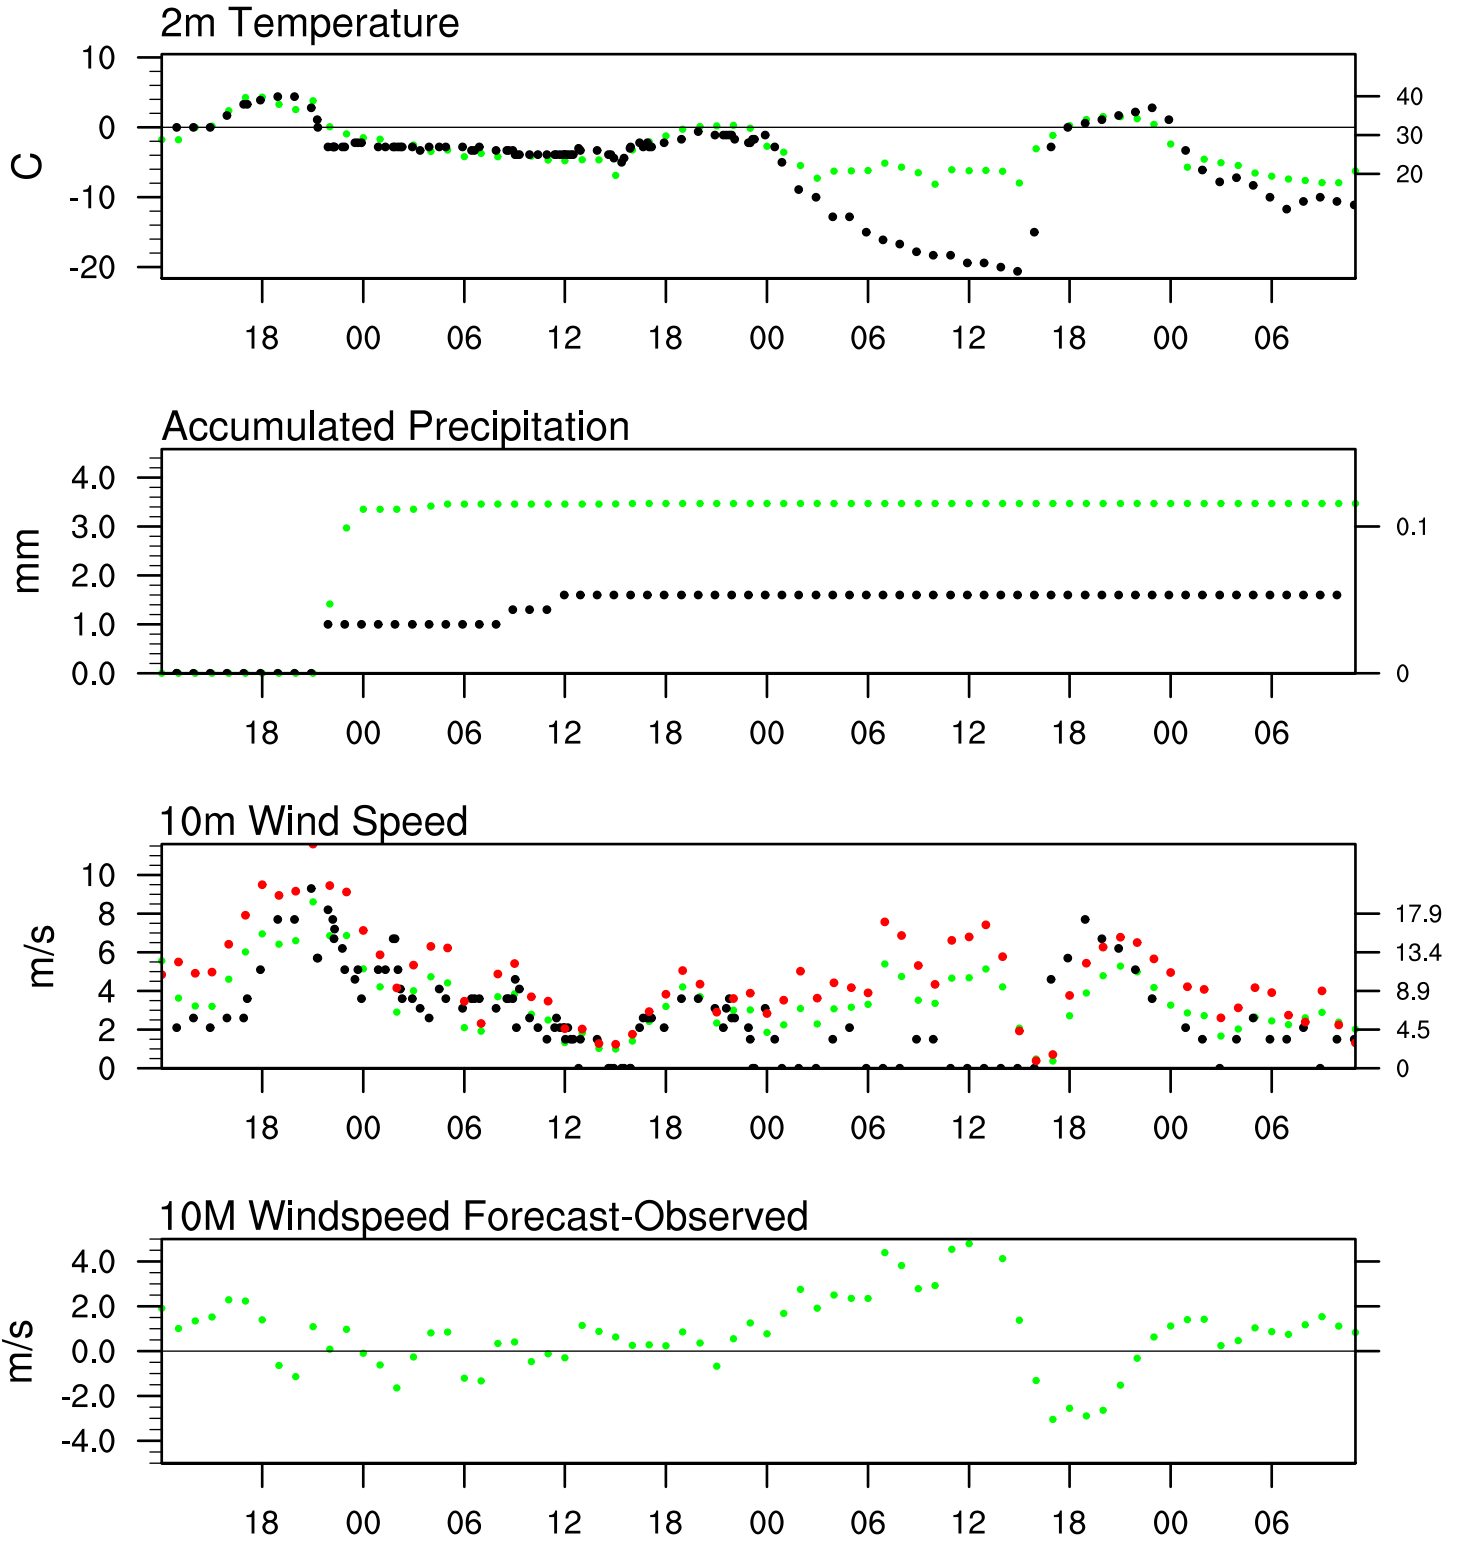 2m Temperature
10
0
-10
-20
C
40
30
20
18 00 06 12 18 00 06 12 18 00 06
Accumulated Precipitation
4.0
3.0
2.0
1.0
0.0
mm
0.1
0
18 00 06 12 18 00 06 12 18 00 06
10m Wind Speed
10
8
6
4
2
0
m/s
17.9
13.4
8.9
4.5
0
18 00 06 12 18 00 06 12 18 00 06
10M Windspeed Forecast-Observed
4.0
2.0
0.0
-2.0
-4.0
m/s
18 00 06 12 18 00 06 12 18 00 06